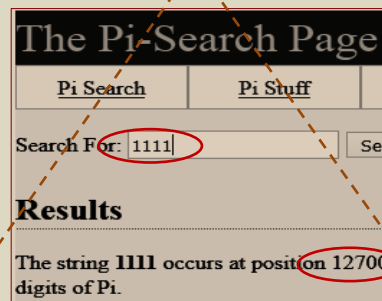 The Pi-Search Page
Pi Search Pi Stuff
Search For: 1111
Results
The string 1111 occurs at position
digits of Pi.